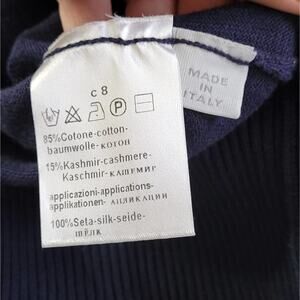 c 8
P
85%Cotone-cotton-
baumwolle- котон
15%Kashmir-cashmere-
Kaschmir- кашемир
applicazioni-applications-
applikationen- апликации
100%Seta-silk-seide-
шёлк
MADE
IN
ITALY